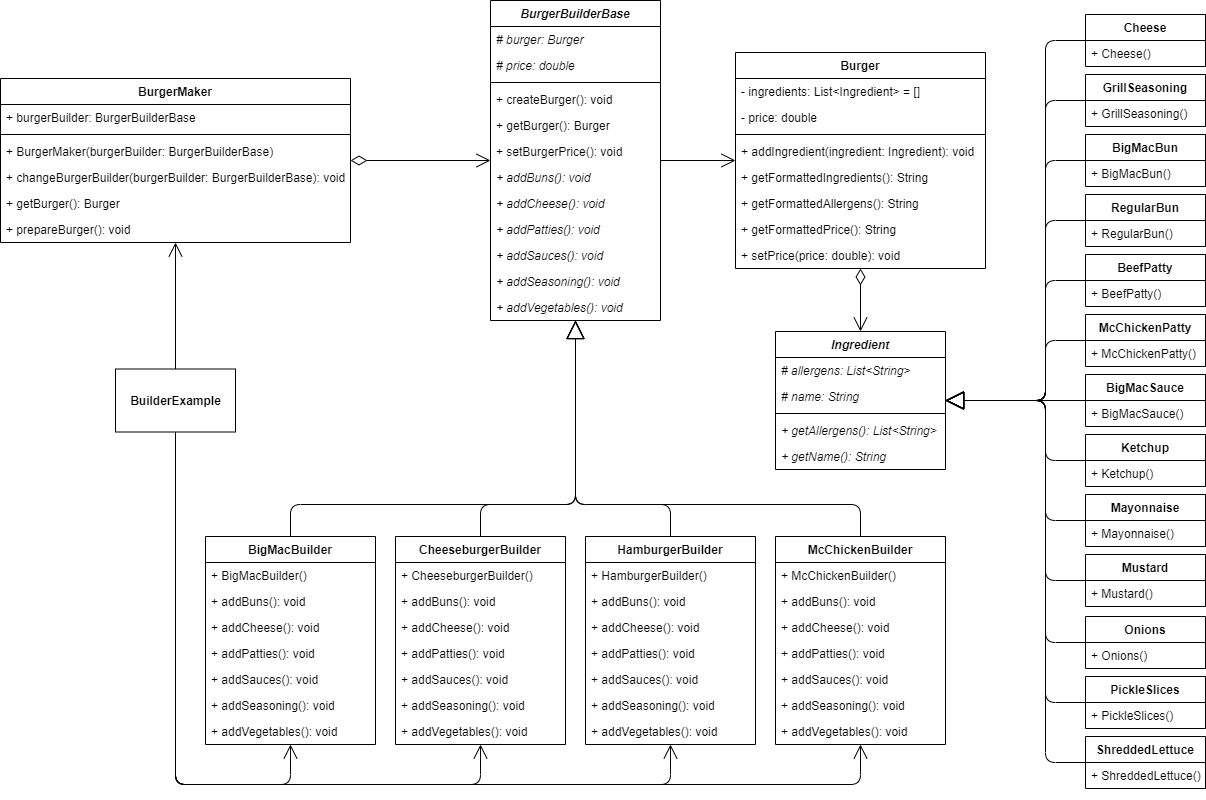 BurgerMaker
+ burgerBuilder: BurgerBuilderBase
+ BurgerMaker(burgerBuilder: BurgerBuilderBase)
+ changeBurgerBuilder(burgerBuilder: BurgerBuilderBase): void
+ getBurger(): Burger
+ prepareBurger(): void
BurgerBuilderBase
# burger: Burger
# price: double
+ createBurger(): void
+ getBurger(): Burger
+ setBurgerPrice(): void
+ addBuns(): void
+ addCheese(): void
+ addPatties(): void
+ addSauces(): void
+ addSeasoning(): void
+ addVegetables(): void
Burger
- ingredients: List<Ingredient> = []
- price: double
+ addIngredient(ingredient: Ingredient): void
+ getFormattedIngredients(): String
+ getFormattedAllergens(): String
+ getFormattedPrice(): String
+ setPrice(price: double): void
Ingredient
# allergens: List<String>
# name: String
+ getAllergens(): List<String>
+ getName(): String
BuilderExample
BigMacBuilder
+ BigMacBuilder()
+ addBuns(): void
+ addCheese(): void
+ addPatties(): void
+ addSauces(): void
+ addSeasoning(): void
+ addVegetables(): void
CheeseburgerBuilder
+ CheeseburgerBuilder()
+ addBuns(): void
+ addCheese(): void
+ addPatties(): void
+ addSauces(): void
+ addSeasoning(): void
+ addVegetables(): void
HamburgerBuilder
+ HamburgerBuilder()
+ addBuns(): void
+ addCheese(): void
+ addPatties(): void
+ addSauces(): void
+ addSeasoning(): void
+ addVegetables(): void
McChickenBuilder
+ McChickenBuilder()
+ addBuns(): void
+ addCheese(): void
+ addPatties(): void
+ addSauces(): void
+ addSeasoning(): void
+ addVegetables(): void
Cheese
+ Cheese()
GrillSeasoning
+ GrillSeasoning()
BigMacBun
+ BigMacBun()
RegularBun
+ RegularBun()
BeefPatty
+ BeefPatty()
McChickenPatty
+ McChickenPatty()
BigMacSauce
+ BigMacSauce()
Ketchup
+ Ketchup()
Mayonnaise
+ Mayonnaise()
Mustard
+ Mustard()
Onions
+ Onions()
PickleSlices
+ PickleSlices()
ShreddedLettuce
+ ShreddedLettuce()